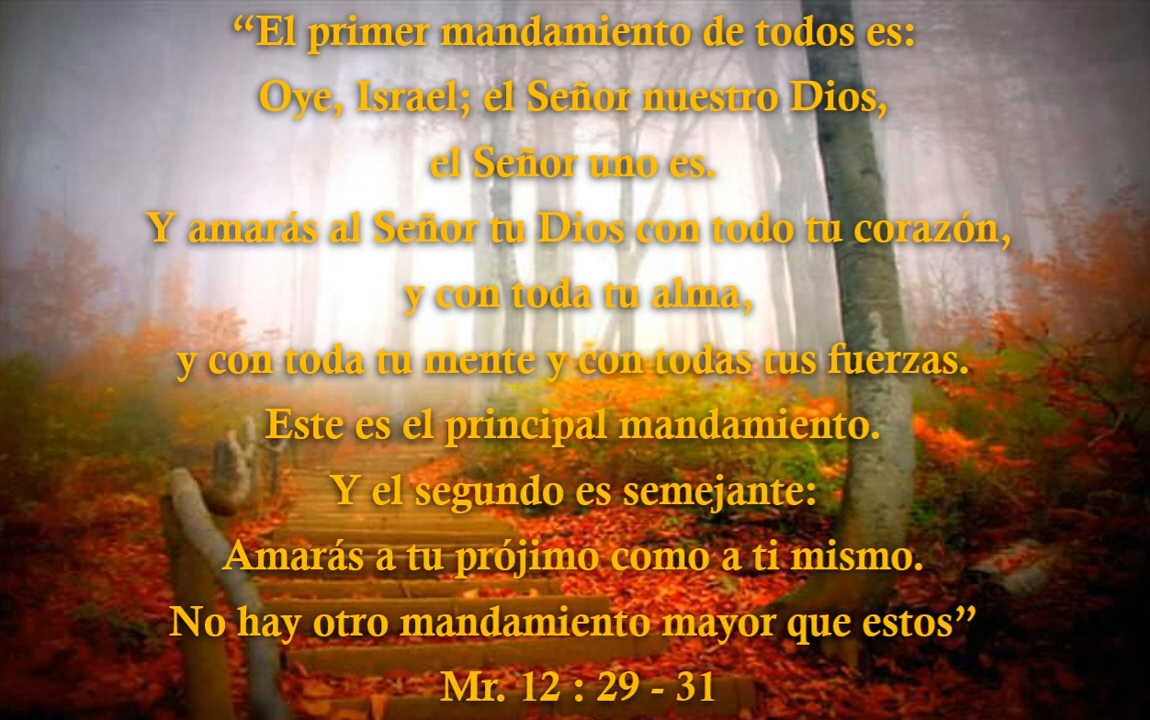 “El primer mandamiento de todos es:
Oye, Israel; el Señor nuestro Dios,
el Señor uno es.
Y amarás al Señor tu Dios con todo tu corazón,
y con toda tu alma,
y con toda tu mente y con todas tus fuerzas.
Este es el principal mandamiento.
Y el segundo es semejante:
Amarás a tu prójimo como a ti mismo.
No hay otro mandamiento mayor que estos”
Mr. 12 : 29 - 31